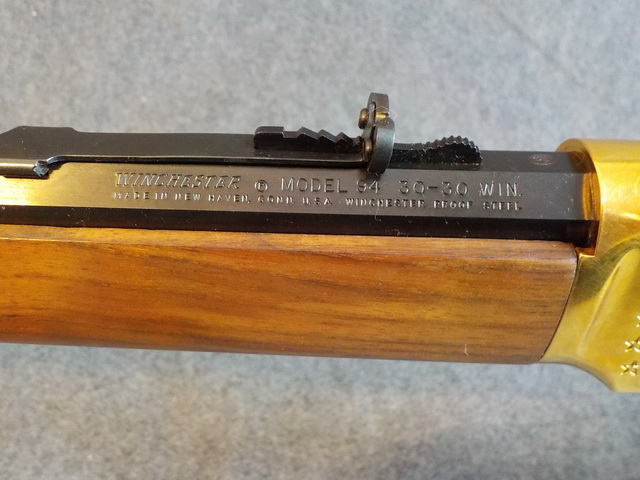 WINCHESTER ® MODEL 94 30-30 WIN.
MADE IN NEW HAVEN, CONN. U.S.A. - WINCHESTER PROOF STEEL